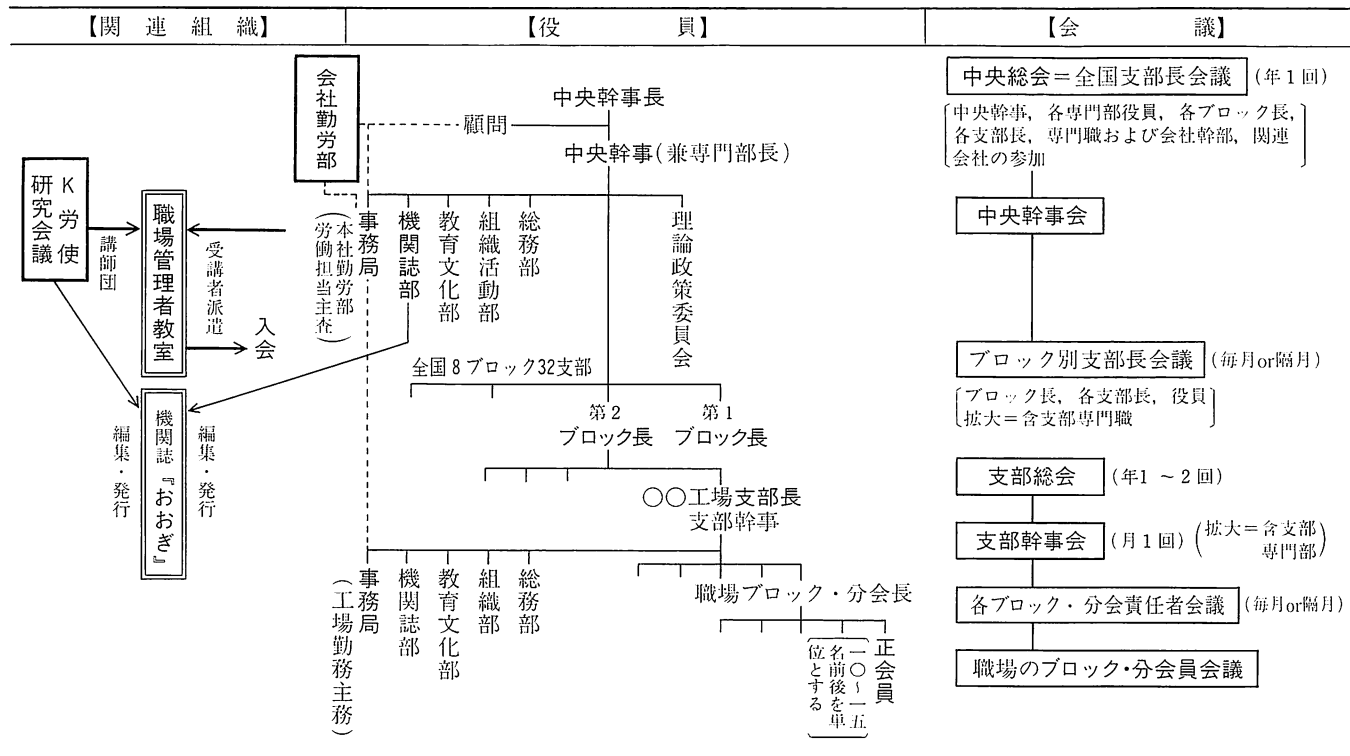 【関連組織】
【役員】
【会議】
会社勤労部
K労使
研究会議
講師団
職場管理者教室
受講者派遣
入会
編集・発行
機関誌『おおぎ』
編集・発行
中央幹事長
顧問
中央幹事(兼専門部長)
事務局
(本社勤労部
労働担当主査)
機関誌部
教育文化部
組織活動部
総務部
理論政策委員会
全国8ブロック32支部
第2
ブロック長
第1
ブロック長
〇〇工場支部長
支部幹事
事務局
(工場勤務主務)
機関誌部
教育文化部
組織部
総務部
職場ブロック・分会長
正会員
一〇〜一五
名前後を単
位とする
中央総会=全国支部長会議 (年1回)
中央幹事,各専門部役員,各ブロック長,
各支部長,専門職および会社幹部,関連
会社の参加
中央幹事会
ブロック別支部長会議 (毎月or隔月)
ブロック長,各支部長,役員
拡大=含支部専門職
支部総会 (年1〜2回)
支部幹事会 (月1回) (拡大=含支部
専門部)
各ブロック・分会責任者会議 (毎月or隔月)
職場のブロック・分会員会議